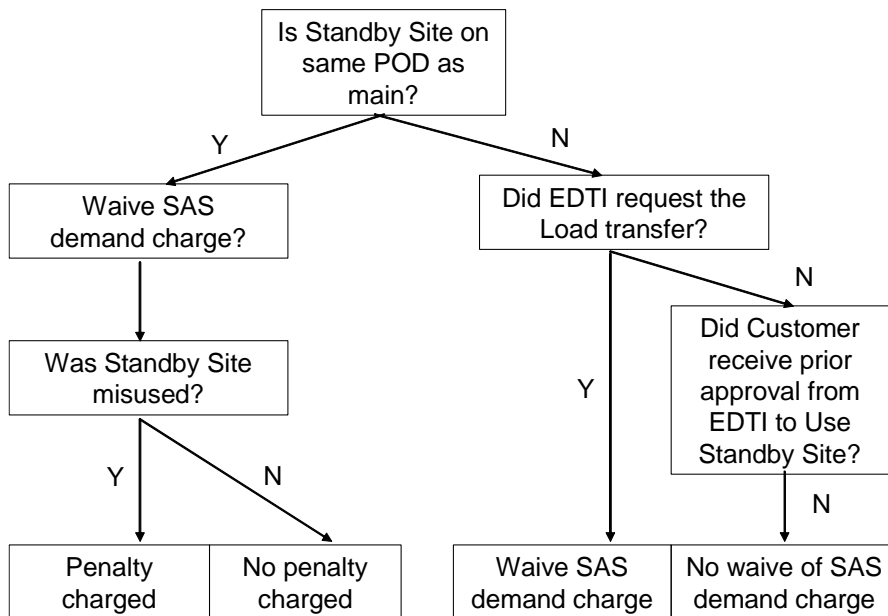 Is Standby Site on
same POD as
main?
Y
N
Waive SAS
demand charge?
Did EDTI request the
Load transfer?
N
Was Standby Site
misused?
Did Customer
receive prior
approval from
EDTI to Use
Standby Site?
Y
Y
N
N
Penalty
charged
No penalty
charged
Waive SAS
demand charge
No waive of SAS
demand charge